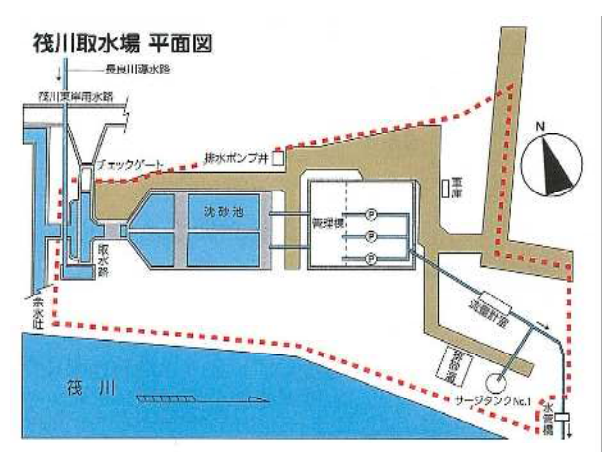 筏川取水場 平面図
長良川導水路
筏川東岸用水路
チェックゲート
排水ポンプ井
N
沈砂池
管理棟
P
P
P
車庫
取水路
余水吐
流量計室
筏川
サージタンクNo.1
水管橋